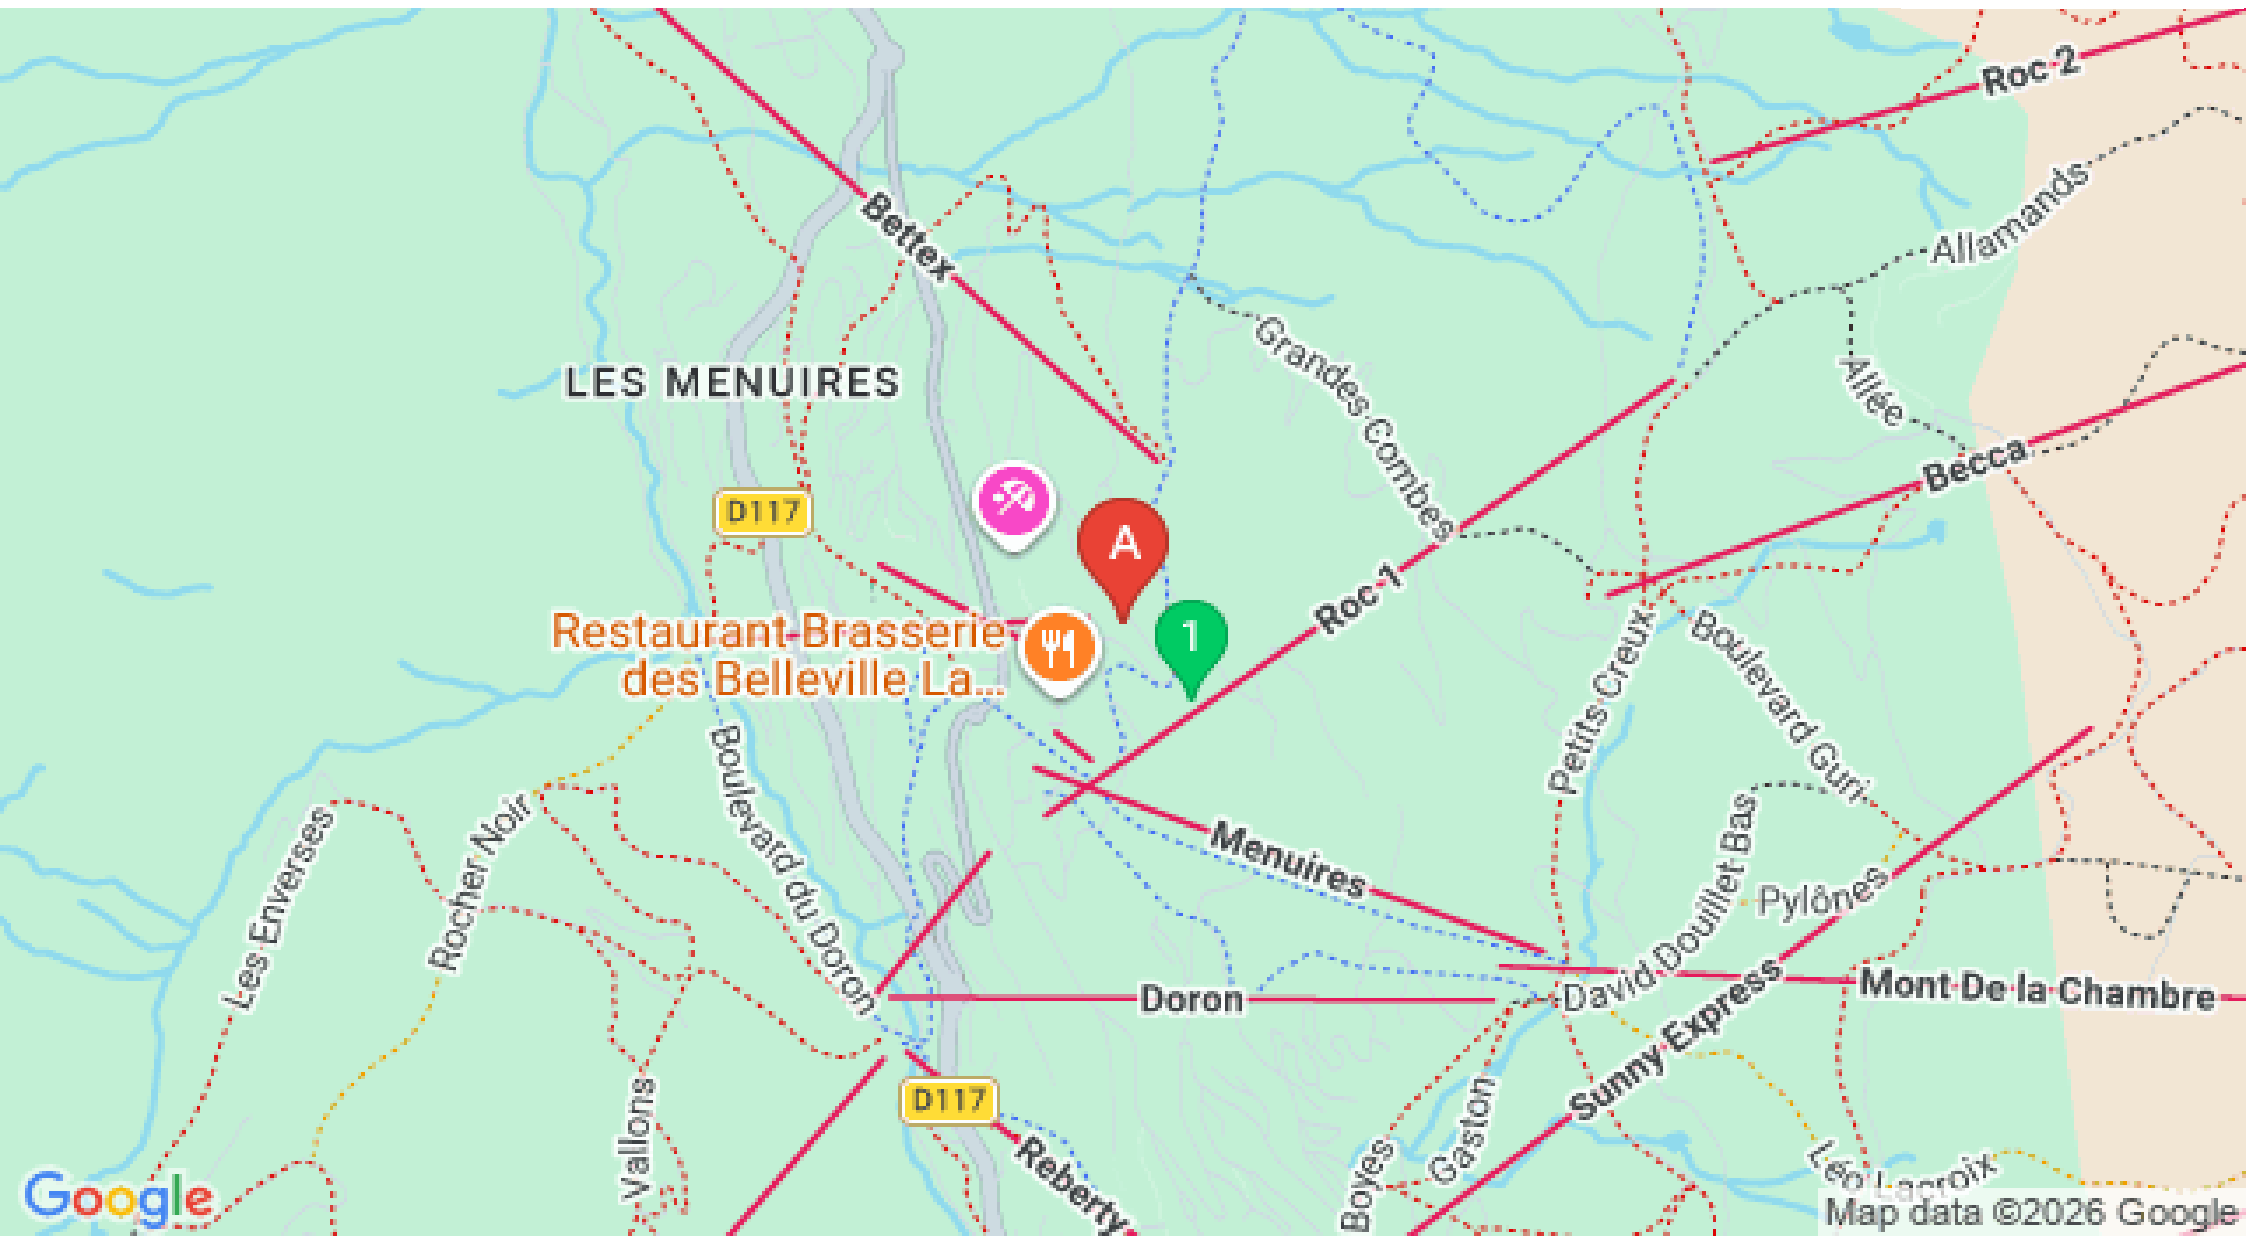 Roc 2
Allamands
Bettex
Grandes Combes
LES MENUIRES
Allée
Becca
D117
A
Roc 1
1
Restaurant Brasserie
des Belleville La...
Petits Creux
Boulevard Guri
Boulevard du Doron
Les Enverses
Rocher Noir
Menuires
David Douillet Bas
Pylônes
Doron
Mont De la Chambre
Sunny Express
D117
Vallons
Reberty
Boyes
Gaston
Léo Lacroix
Google
Map data ©2026 Google